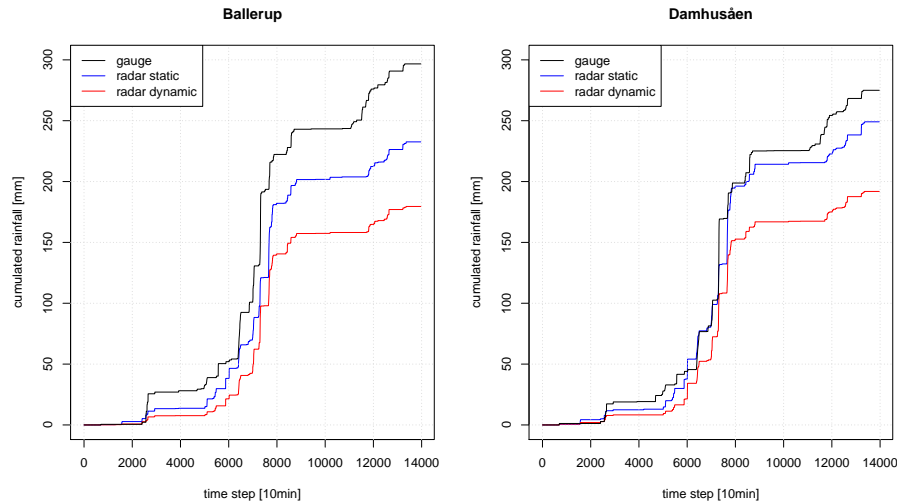 Ballerup
gauge
radar static
radar dynamic
cumulated rainfall [mm]
0
50
100
150
200
250
300
0 2000 4000 6000 8000 10000 12000 14000
time step [10min]
Damhusåen
gauge
radar static
radar dynamic
cumulated rainfall [mm]
0
50
100
150
200
250
300
0 2000 4000 6000 8000 10000 12000 14000
time step [10min]